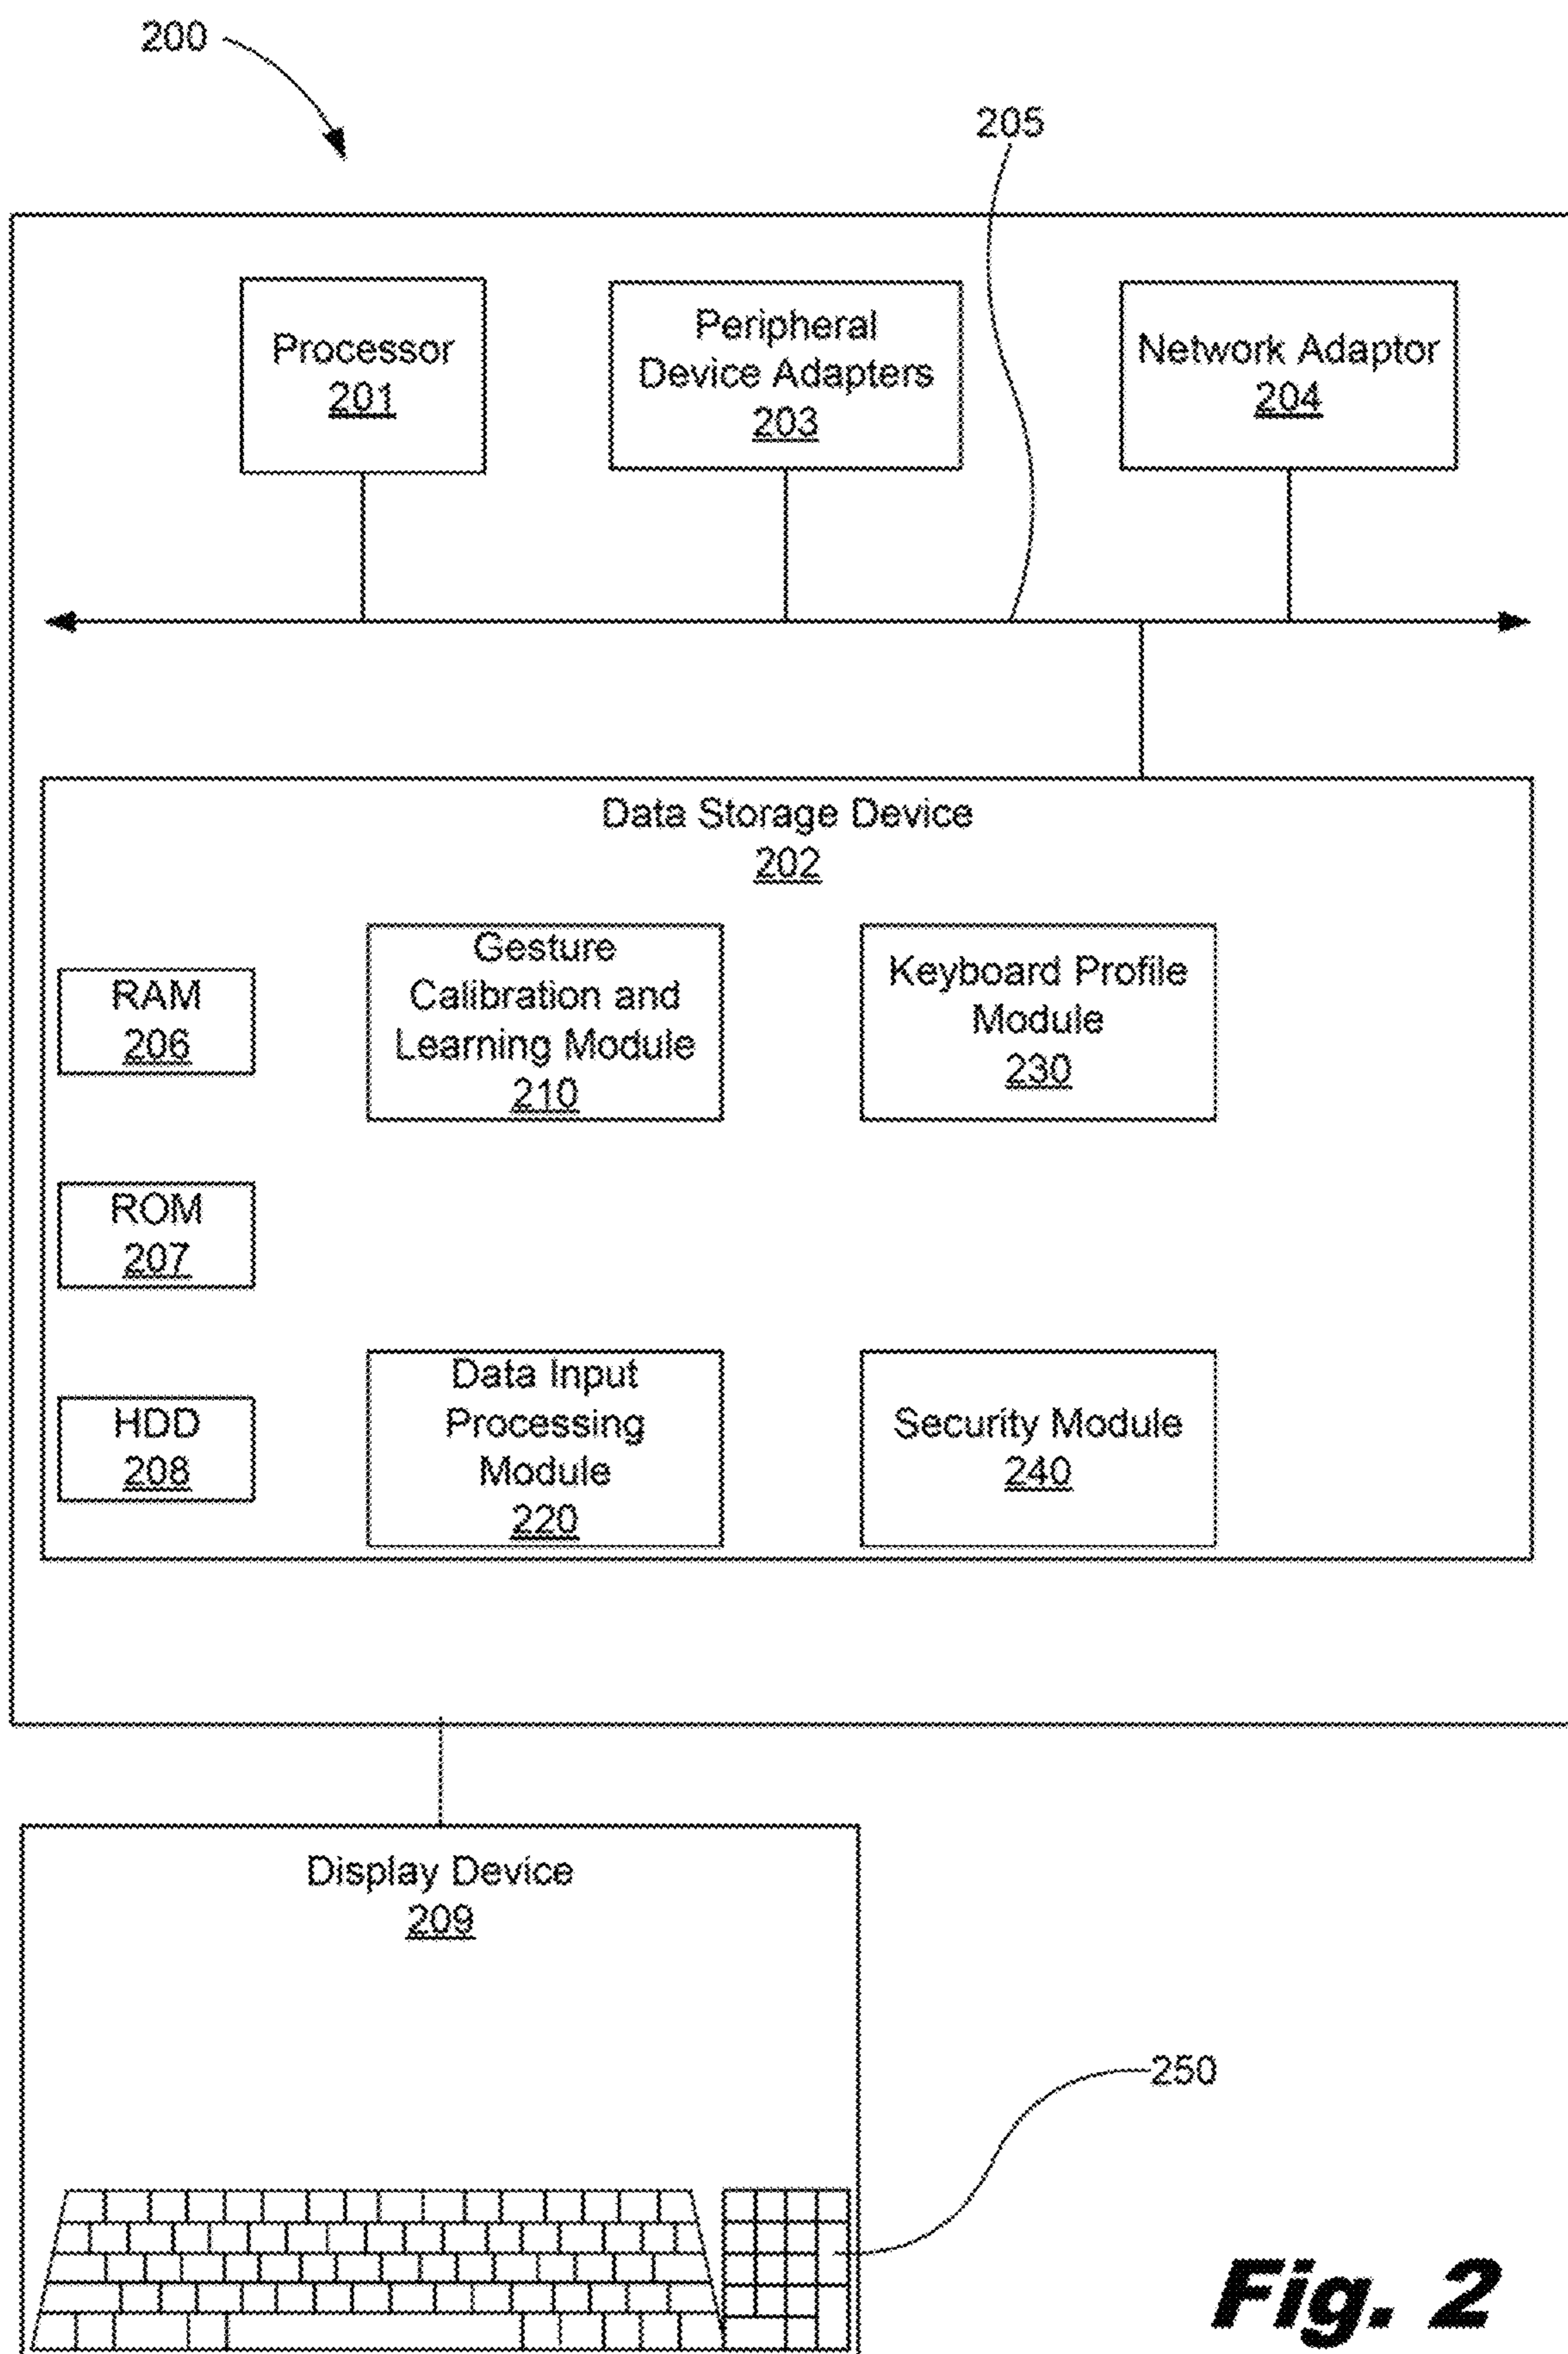 200
205
Processor
201
Peripheral
Device Adapters
203
Network Adaptor
204
Data Storage Device
202
RAM
206
Gesture
Calibration and
Learning Module
210
Keyboard Profile
Module
230
ROM
207
HDD
208
Data Input
Processing
Module
220
Security Module
240
Display Device
209
250
Fig. 2